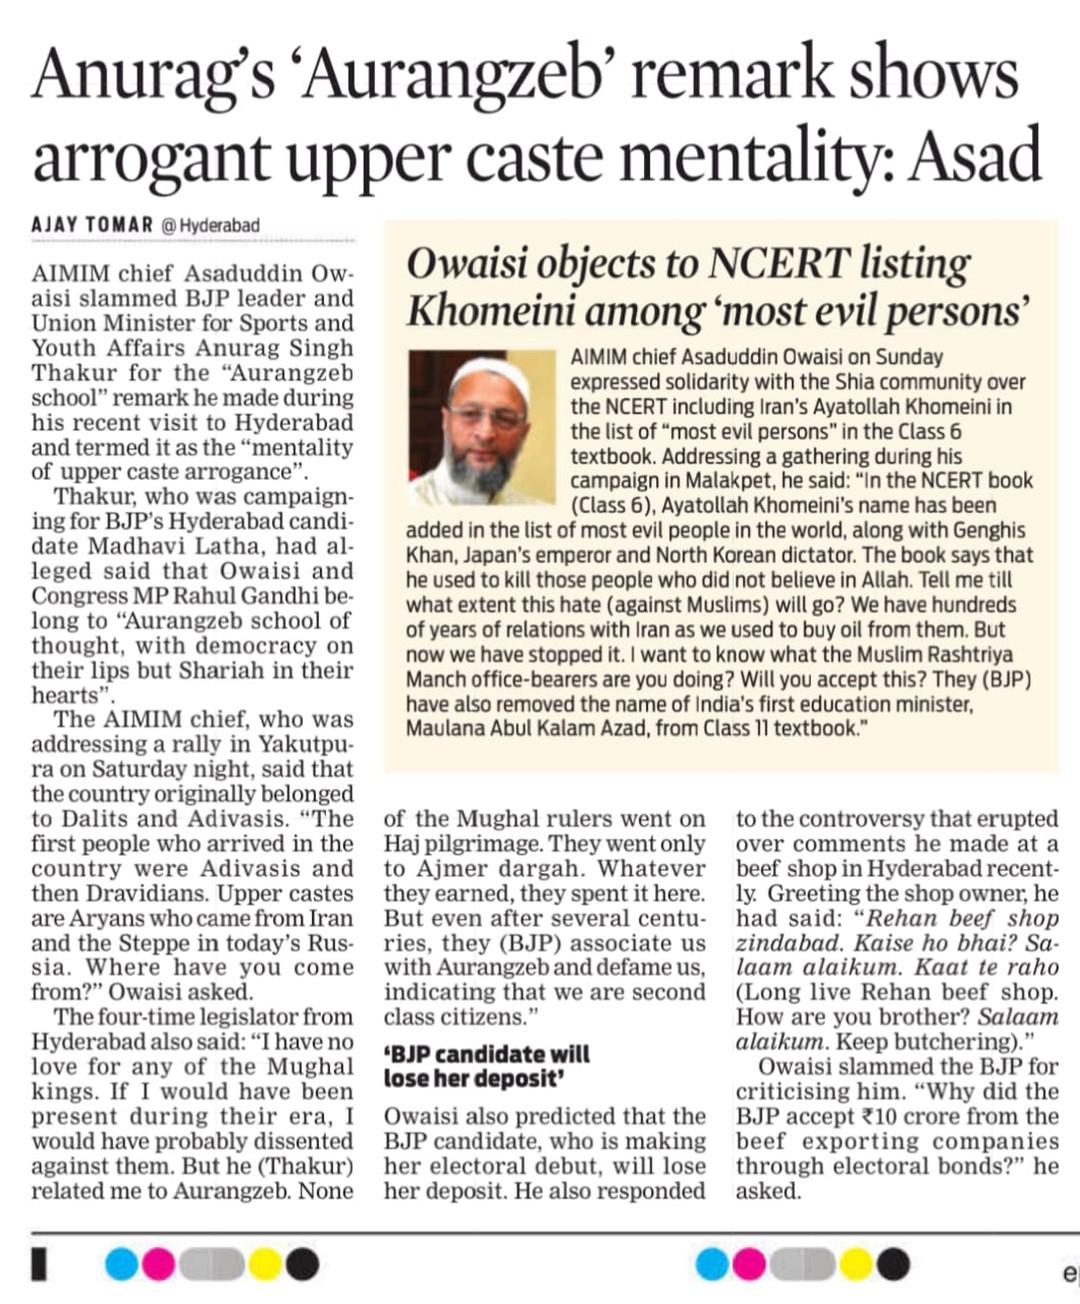 Anurag's 'Aurangzeb' remark shows
arrogant upper caste mentality: Asad
AJAY TOMAR @ Hyderabad
AIMIM chief Asaduddin Ow-
aisi slammed BJP leader and
Union Minister for Sports and
Youth Affairs Anurag Singh
Thakur for the "Aurangzeb
school" remark he made during
his recent visit to Hyderabad
and termed it as the "mentality
of upper caste arrogance".
Thakur, who was campaign-
ing for BJP's Hyderabad candi-
date Madhavi Latha, had al-
leged said that Owaisi and
Congress MP Rahul Gandhi be-
long to "Aurangzeb school of
thought, with democracy on
their lips but Shariah in their
hearts".
The AIMIM chief, who was
addressing a rally in Yakutpu-
ra on Saturday night, said that
the country originally belonged
to Dalits and Adivasis. "The
first people who arrived in the
country were Adivasis and
then Dravidians. Upper castes
are Aryans who came from Iran
and the Steppe in today's Rus-
sia. Where have you come
from?" Owaisi asked.
The four-time legislator from
Hyderabad also said: "I have no
love for any of the Mughal
kings. If I would have been
present during their era, I
would have probably dissented
against them. But he (Thakur)
related me to Aurangzeb. None
Owaisi objects to NCERT listing
Khomeini among 'most evil persons'
AIMIM chief Asaduddin Owaisi on Sunday
expressed solidarity with the Shia community over
the NCERT including Iran's Ayatollah Khomeini in
the list of "most evil persons" in the Class 6
textbook. Addressing a gathering during his
campaign in Malakpet, he said: "In the NCERT book
(Class 6), Ayatollah Khomeini's name has been
added in the list of most evil people in the world, along with Genghis
Khan, Japan's emperor and North Korean dictator. The book says that
he used to kill those people who did not believe in Allah. Tell me till
what extent this hate (against Muslims) will go? We have hundreds
of years of relations with Iran as we used to buy oil from them. But
now we have stopped it. I want to know what the Muslim Rashtriya
Manch office-bearers are you doing? Will you accept this? They (BJP)
have also removed the name of India's first education minister,
Maulana Abul Kalam Azad, from Class 11 textbook."
of the Mughal rulers went on
Haj pilgrimage. They went only
to Ajmer dargah. Whatever
they earned, they spent it here.
But even after several centu-
ries, they (BJP) associate us
with Aurangzeb and defame us,
indicating that we are second
class citizens."
'BJP candidate will
lose her deposit'
Owaisi also predicted that the
BJP candidate, who is making
her electoral debut, will lose
her deposit. He also responded
to the controversy that erupted
over comments he made at a
beef shop in Hyderabad recent-
ly. Greeting the shop owner, he
had said: "Rehan beef shop
zindabad. Kaise ho bhai? Sa-
laam alaikum. Kaat te raho
(Long live Rehan beef shop.
How are you brother? Salaam
alaikum. Keep butchering)."
Owaisi slammed the BJP for
criticising him. "Why did the
BJP accept ₹10 crore from the
beef exporting companies
through electoral bonds?" he
asked.